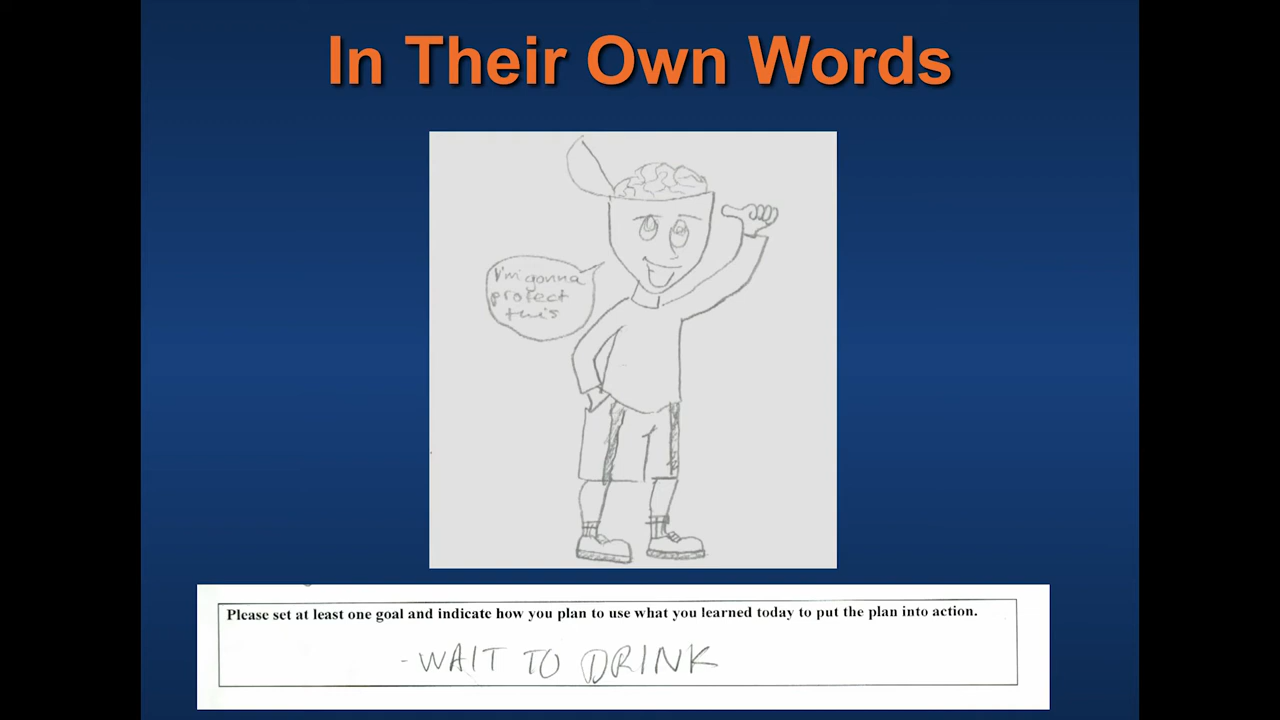 In Their Own Words
I'm gonna
protect
this
Please set at least one goal and indicate how you plan to use what you learned today to put the plan into action.
- WAIT TO DRINK